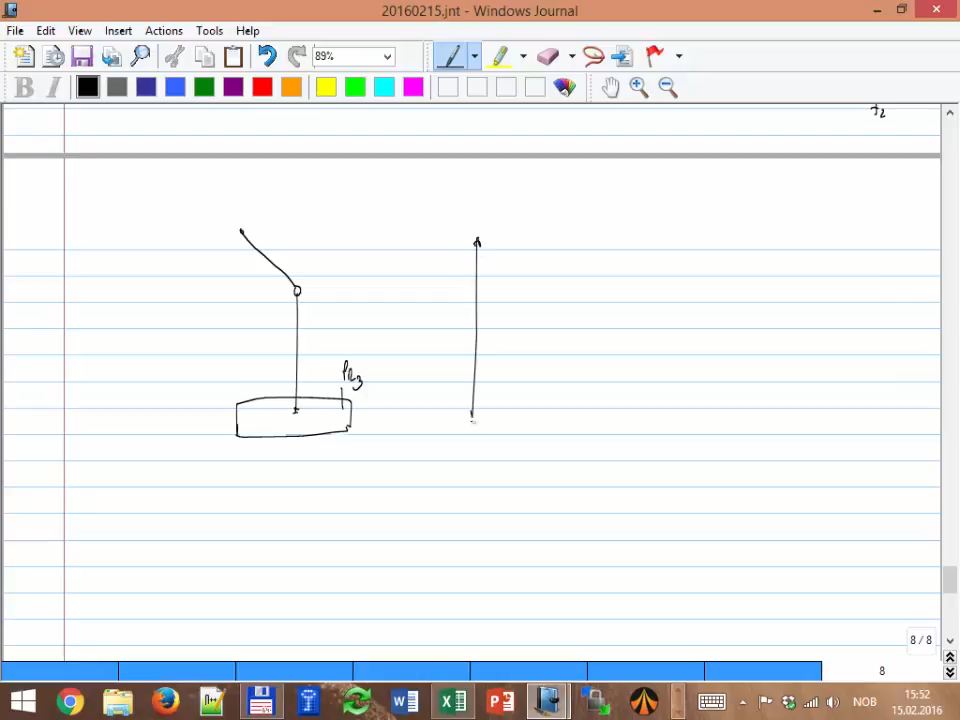 20160215.jnt - Windows Journal
File Edit View Insert Actions Tools Help
89%
B I
8 / 8
8
NOB
15:52
15.02.2016